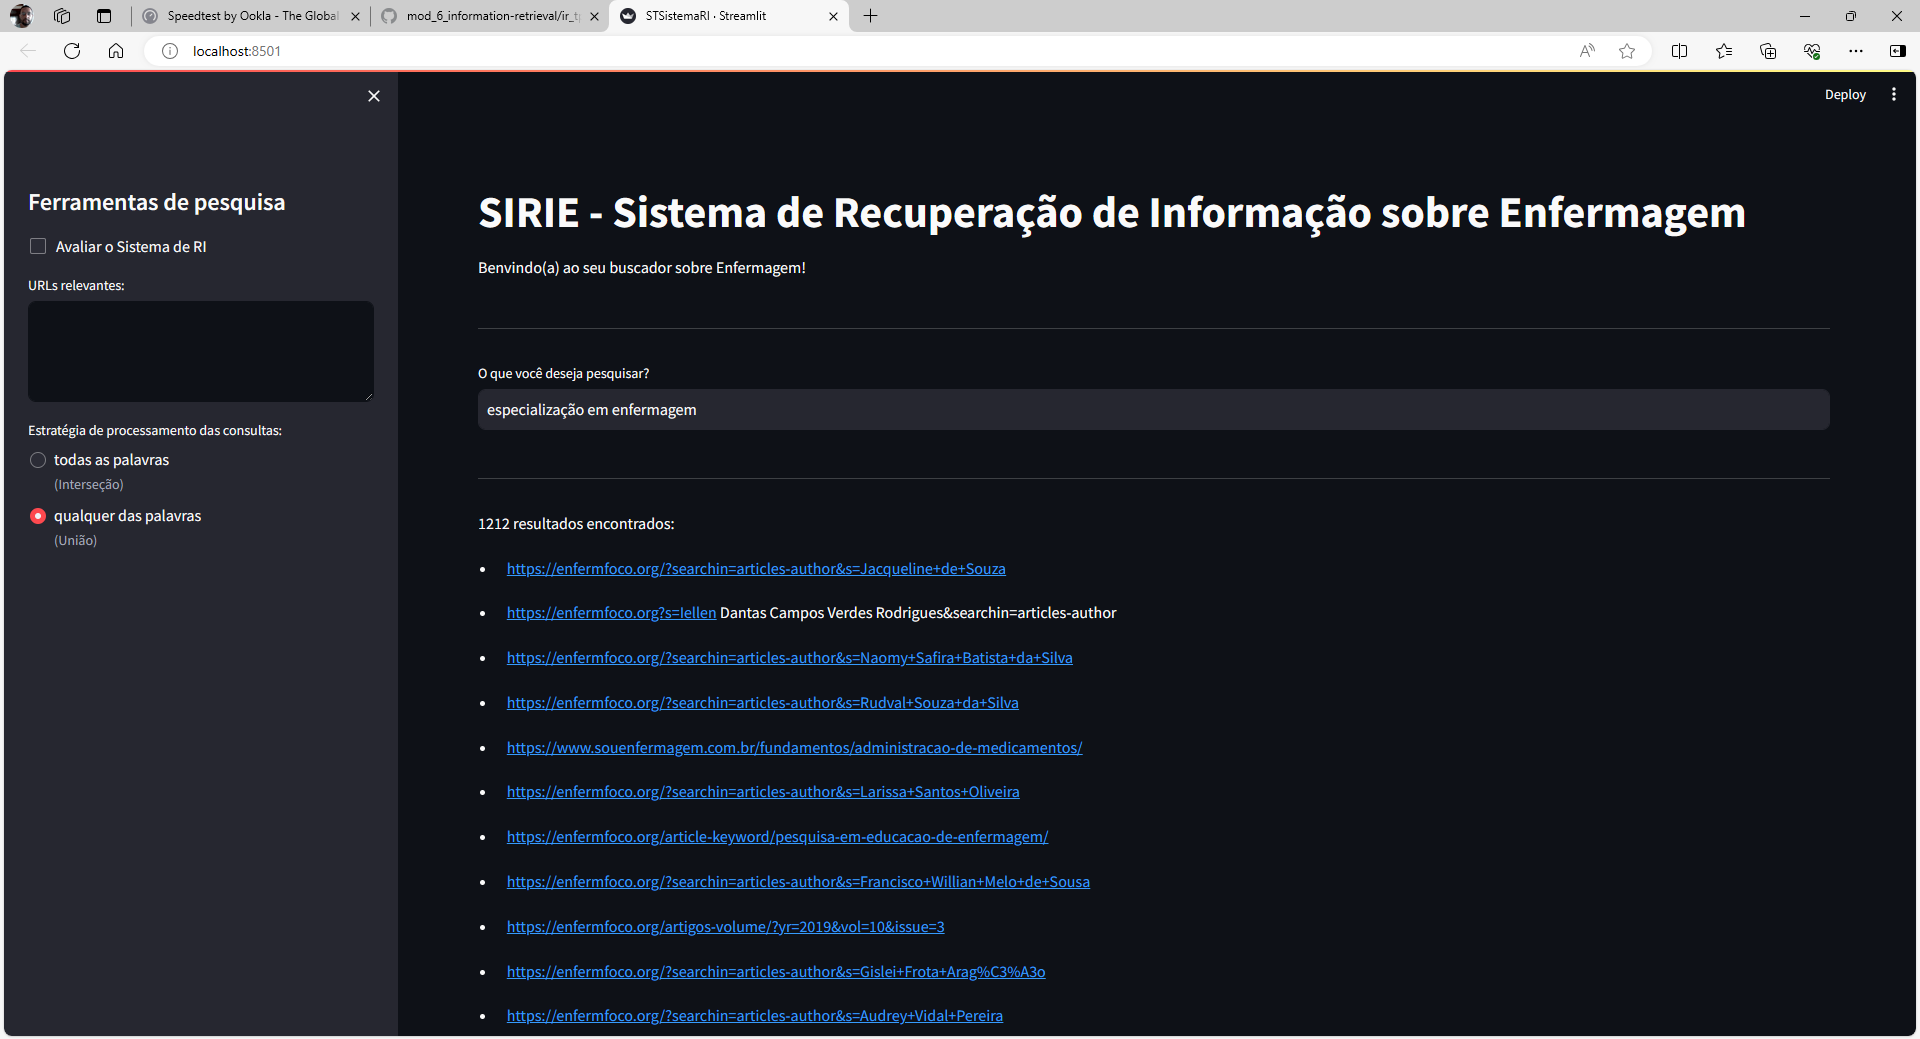 Speedtest by Ookla - The Global
mod_6_information-retrieval/ir_t
STSistemaRI · Streamlit
localhost:8501
Deploy
Ferramentas de pesquisa
Avaliar o Sistema de RI
URLs relevantes:
Estratégia de processamento das consultas:
todas as palavras
(Interseção)
qualquer das palavras
(União)
SIRIE - Sistema de Recuperação de Informação sobre Enfermagem
Benvindo(a) ao seu buscador sobre Enfermagem!
O que você deseja pesquisar?
especialização em enfermagem
1212 resultados encontrados:
https://enfermfoco.org/?searchin=articles-author&s=Jacqueline+de+Souza
https://enfermfoco.org?s=Iellen Dantas Campos Verdes Rodrigues&searchin=articles-author
https://enfermfoco.org/?searchin=articles-author&s=Naomy+Safira+Batista+da+Silva
https://enfermfoco.org/?searchin=articles-author&s=Rudval+Souza+da+Silva
https://www.souenfermagem.com.br/fundamentos/administracao-de-medicamentos/
https://enfermfoco.org/?searchin=articles-author&s=Larissa+Santos+Oliveira
https://enfermfoco.org/article-keyword/pesquisa-em-educacao-de-enfermagem/
https://enfermfoco.org/?searchin=articles-author&s=Francisco+Willian+Melo+de+Sousa
https://enfermfoco.org/artigos-volume/?yr=2019&vol=10&issue=3
https://enfermfoco.org/?searchin=articles-author&s=Gislei+Frota+Arag%C3%A3o
https://enfermfoco.org/?searchin=articles-author&s=Audrey+Vidal+Pereira